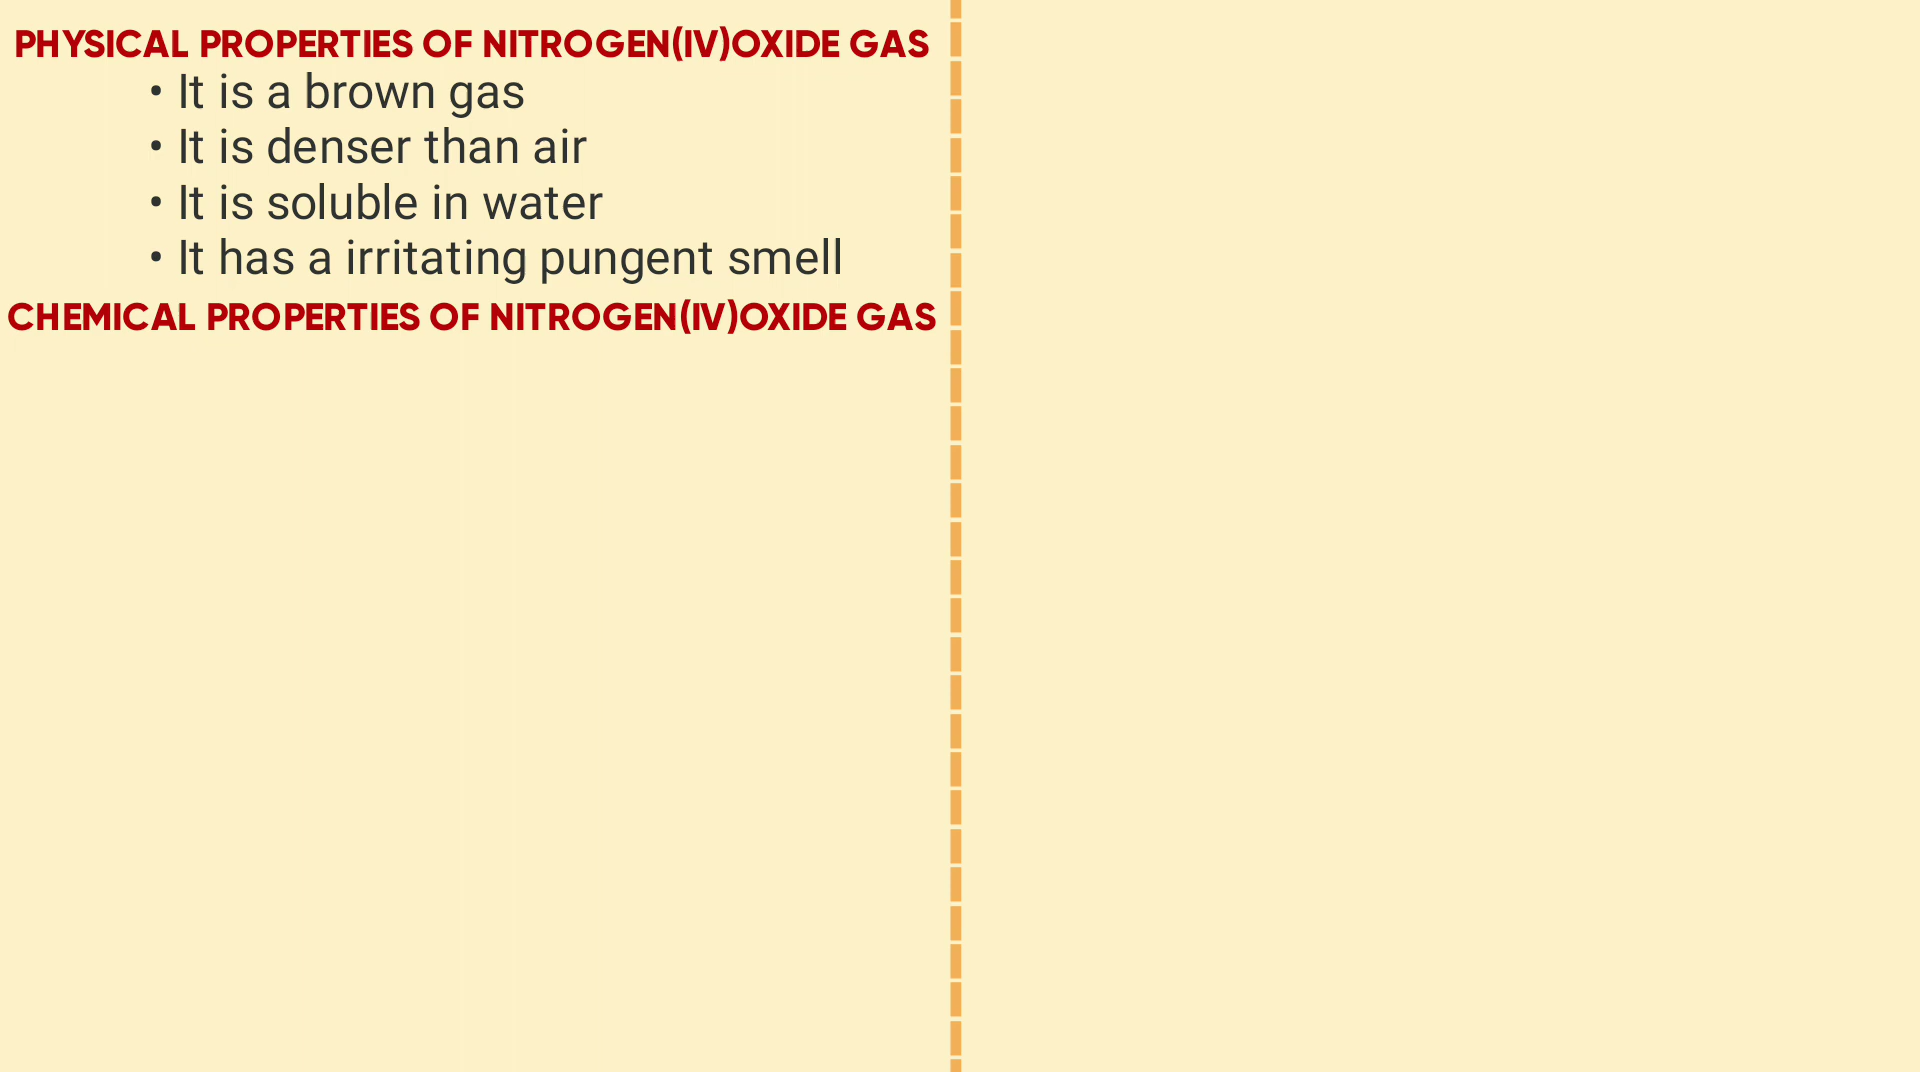 PHYSICAL PROPERTIES OF NITROGEN(IV)OXIDE GAS
• It is a brown gas
• It is denser than air
• It is soluble in water
• It has a irritating pungent smell
CHEMICAL PROPERTIES OF NITROGEN(IV)OXIDE GAS